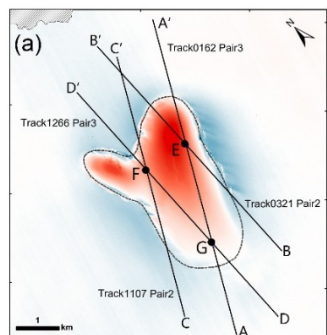 (a)
A'
N
B'
C'
Track0162 Pair3
D'
Track1266
Pair3
E
F
Track0321
Pair2
G
B
Track1107 Pair2
C
D
A
1
km